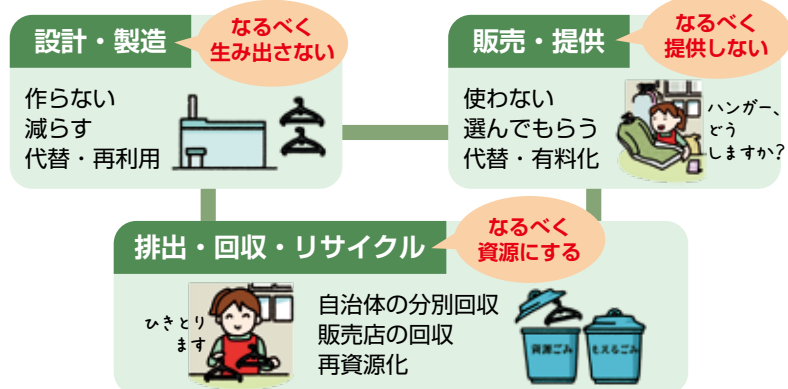 設計・製造
なるべく
生み出さない
作らない
減らす
代替・再利用
販売・提供
なるべく
提供しない
使わない
選んでもらう
代替・有料化
ハンガー、
どう
しますか?
排出・回収・リサイクル
なるべく
資源にする
ひきとり
ます
自治体の分別回収
販売店の回収
再資源化
資源ごみ
もえるごみ